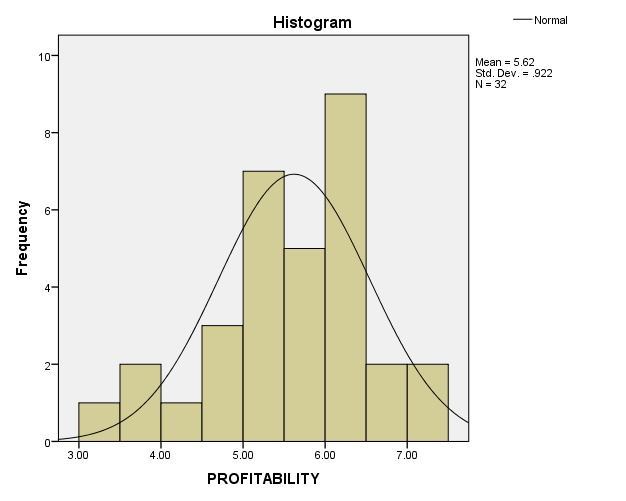 Histogram
Normal
Mean = 5.62
Std. Dev. = .922
N = 32
Frequency
10
8
6
4
2
0
3.00 4.00 5.00 6.00 7.00
PROFITABILITY